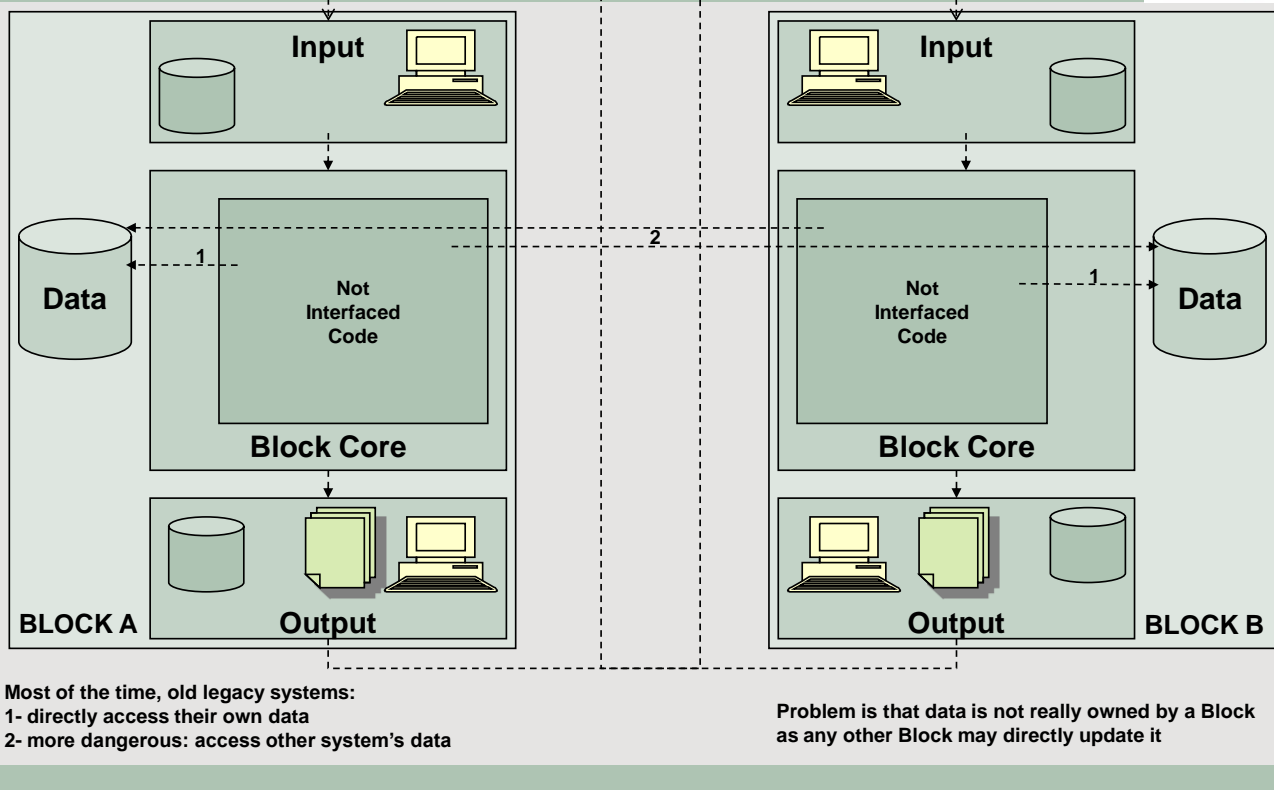 Input
Input
2
1
1
Data
Not
Interfaced
Code
Not
Interfaced
Code
Data
Block Core
Block Core
BLOCK A
Output
Output
BLOCK B
Most of the time, old legacy systems:
1- directly access their own data
2- more dangerous: access other system's data
Problem is that data is not really owned by a Block
as any other Block may directly update it